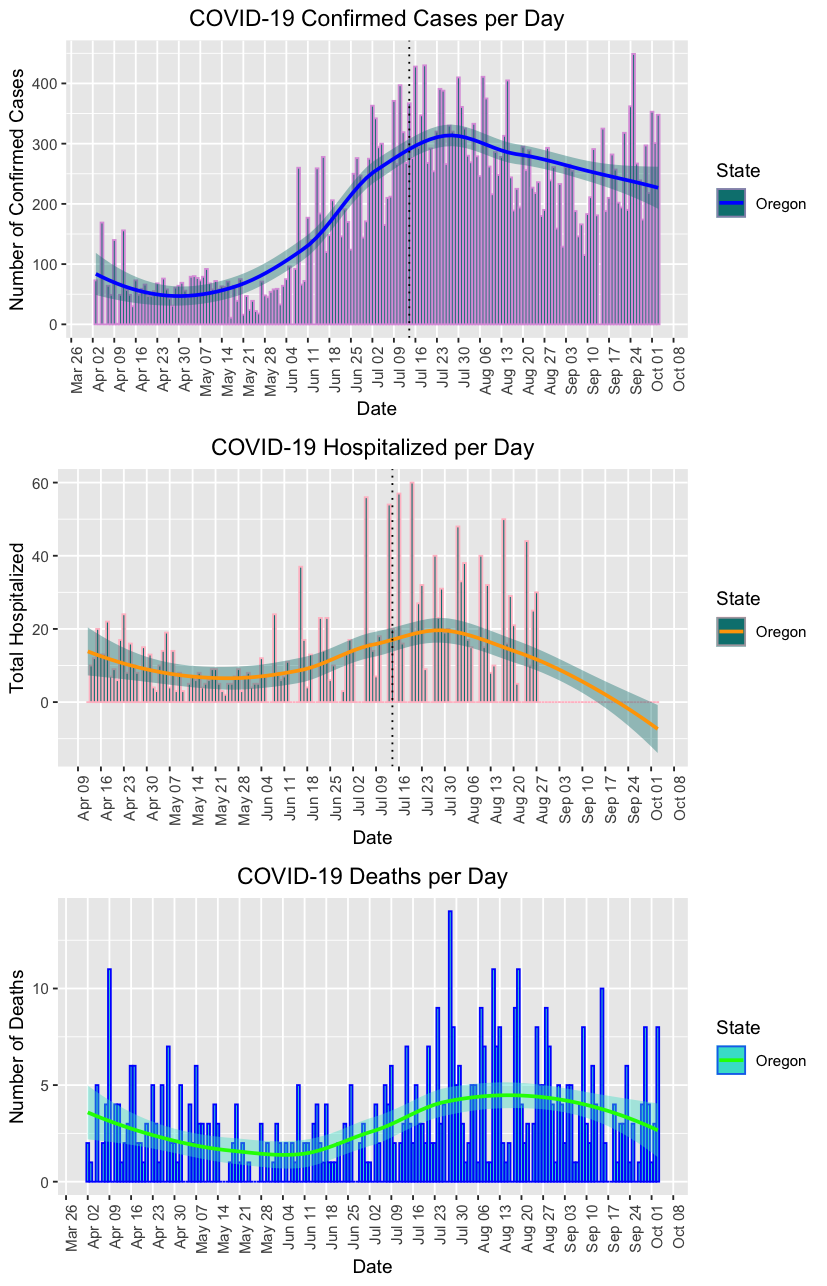 COVID-19 Confirmed Cases per Day
Number of Confirmed Cases
400
300
200
100
0
Mar 26 Apr 02 Apr 09 Apr 16 Apr 23 Apr 30 May 07 May 14 May 21 May 28 Jun 04 Jun 11 Jun 18 Jun 25 Jul 02 Jul 09 Jul 16 Jul 23 Jul 30 Aug 06 Aug 13 Aug 20 Aug 27 Sep 03 Sep 10 Sep 17 Sep 24 Oct 01 Oct 08
Date
State
Oregon
COVID-19 Hospitalized per Day
Total Hospitalized
60
40
20
0
Apr 09 Apr 16 Apr 23 Apr 30 May 07 May 14 May 21 May 28 Jun 04 Jun 11 Jun 18 Jun 25 Jul 02 Jul 09 Jul 16 Jul 23 Jul 30 Aug 06 Aug 13 Aug 20 Aug 27 Sep 03 Sep 10 Sep 17 Sep 24 Oct 01 Oct 08
Date
State
Oregon
COVID-19 Deaths per Day
Number of Deaths
10
5
0
Mar 26 Apr 02 Apr 09 Apr 16 Apr 23 Apr 30 May 07 May 14 May 21 May 28 Jun 04 Jun 11 Jun 18 Jun 25 Jul 02 Jul 09 Jul 16 Jul 23 Jul 30 Aug 06 Aug 13 Aug 20 Aug 27 Sep 03 Sep 10 Sep 17 Sep 24 Oct 01 Oct 08
Date
State
Oregon